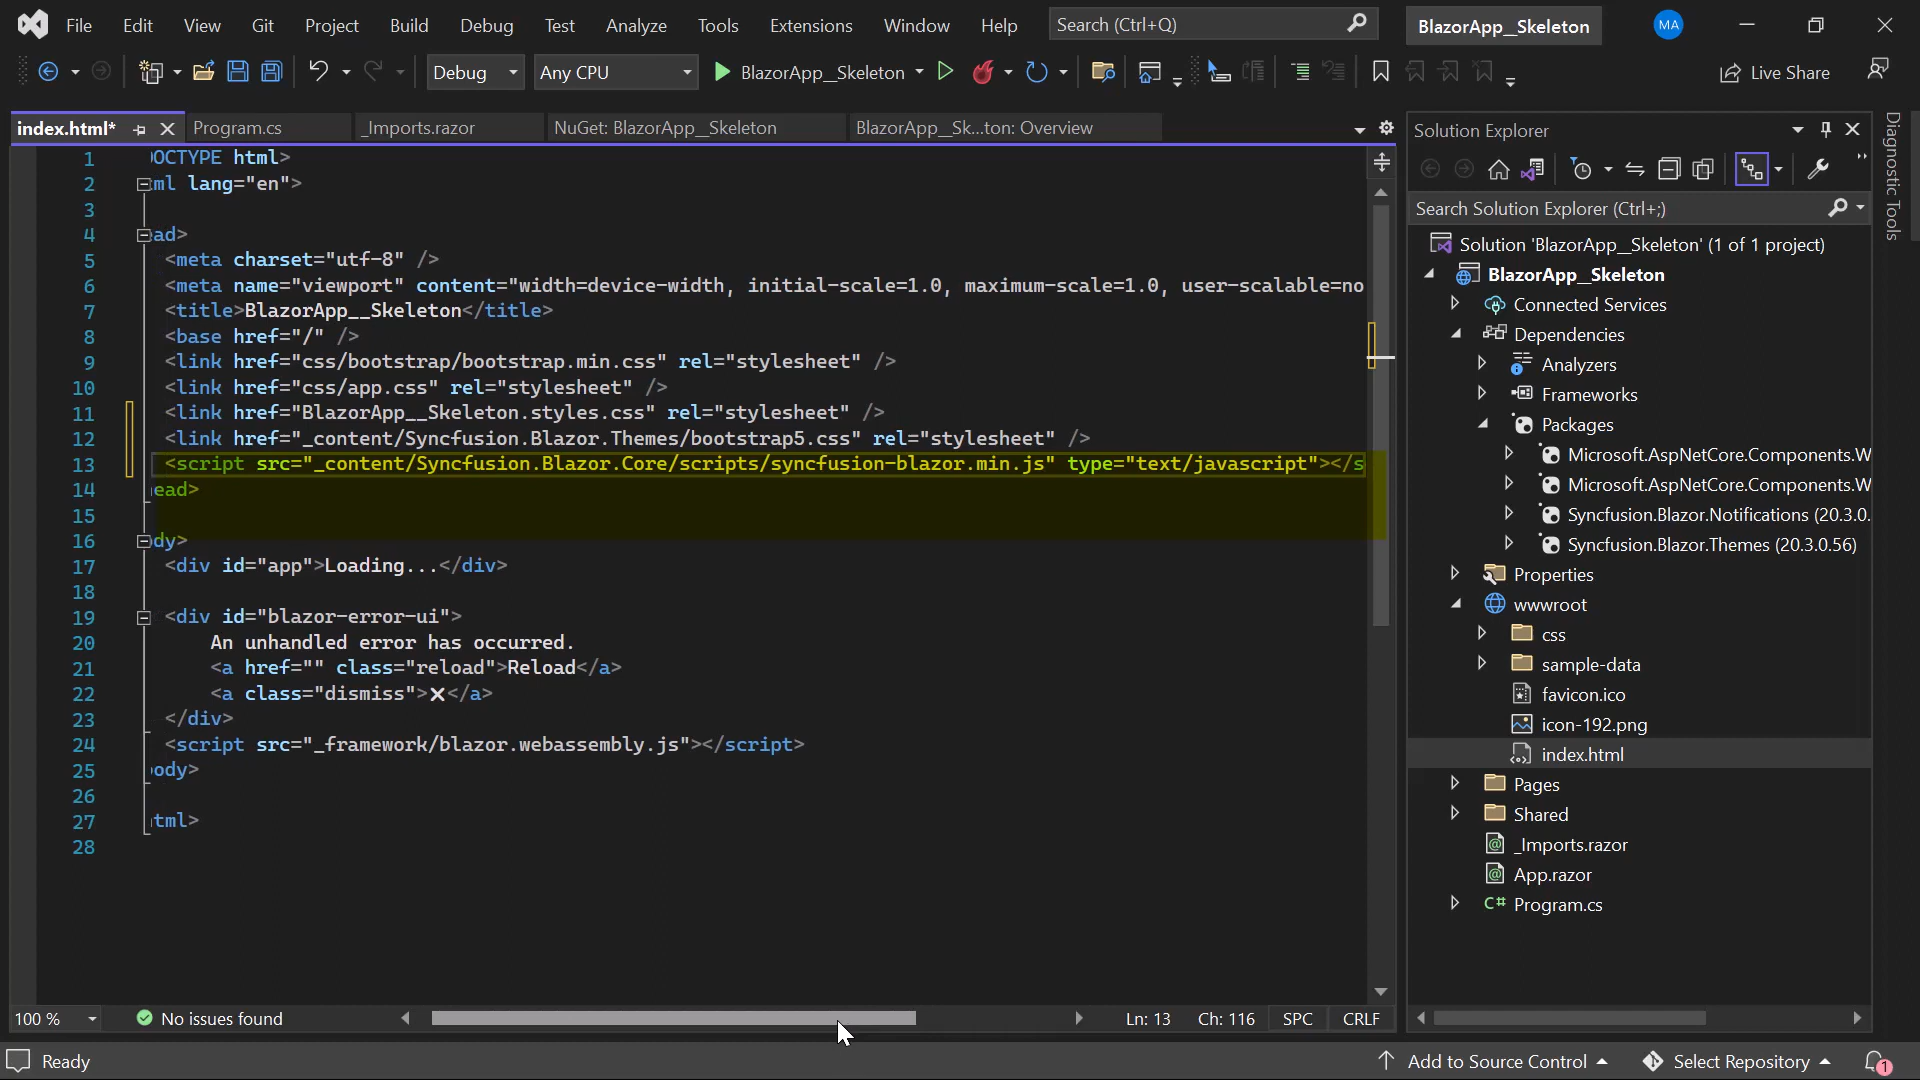 File Edit View Git Project Build Debug Test Analyze Tools Extensions Window Help Search (Ctrl+Q) BlazorApp__Skeleton MA
Debug Any CPU BlazorApp__Skeleton Live Share
index.html* Program.cs _Imports.razor NuGet: BlazorApp__Skeleton BlazorApp__Sk...ton: Overview
1 OCTYPE html>
2 ml lang="en">
3
4 ad>
5 <meta charset="utf-8" />
6 <meta name="viewport" content="width=device-width, initial-scale=1.0, maximum-scale=1.0, user-scalable=no
7 <title>BlazorApp__Skeleton</title>
8 <base href="/" />
9 <link href="css/bootstrap/bootstrap.min.css" rel="stylesheet" />
10 <link href="css/app.css" rel="stylesheet" />
11 <link href="BlazorApp__Skeleton.styles.css" rel="stylesheet" />
12 <link href="_content/Syncfusion.Blazor.Themes/bootstrap5.css" rel="stylesheet" />
13 <script src="_content/Syncfusion.Blazor.Core/scripts/syncfusion-blazor.min.js" type="text/javascript"></s
14 ead>
15
16 dy>
17 <div id="app">Loading...</div>
18
19 <div id="blazor-error-ui">
20 An unhandled error has occurred.
21 <a href="" class="reload">Reload</a>
22 <a class="dismiss">🗙</a>
23 </div>
24 <script src="_framework/blazor.webassembly.js"></script>
25 ody>
26
27 tml>
28
100 % No issues found Ln: 13 Ch: 116 SPC CRLF
Solution Explorer
Search Solution Explorer (Ctrl+;)
Solution 'BlazorApp__Skeleton' (1 of 1 project)
BlazorApp__Skeleton
Connected Services
Dependencies
Analyzers
Frameworks
Packages
Microsoft.AspNetCore.Components.W
Microsoft.AspNetCore.Components.W
Syncfusion.Blazor.Notifications (20.3.0.
Syncfusion.Blazor.Themes (20.3.0.56)
Properties
wwwroot
css
sample-data
favicon.ico
icon-192.png
index.html
Pages
Shared
_Imports.razor
App.razor
C# Program.cs
Diagnostic Tools
Ready Add to Source Control Select Repository 1